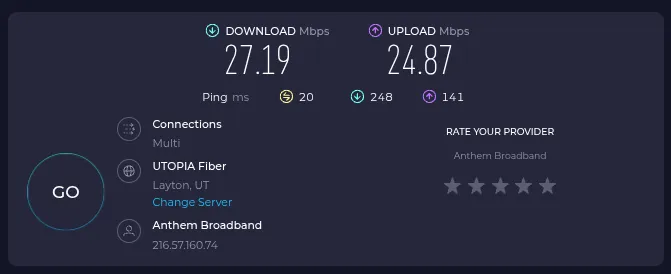 DOWNLOAD Mbps
27.19
UPLOAD Mbps
24.87
Ping ms
20
248
141
Connections
Multi
GO
UTOPIA Fiber
Layton, UT
Change Server
Anthem Broadband
216.57.160.74
RATE YOUR PROVIDER
Anthem Broadband